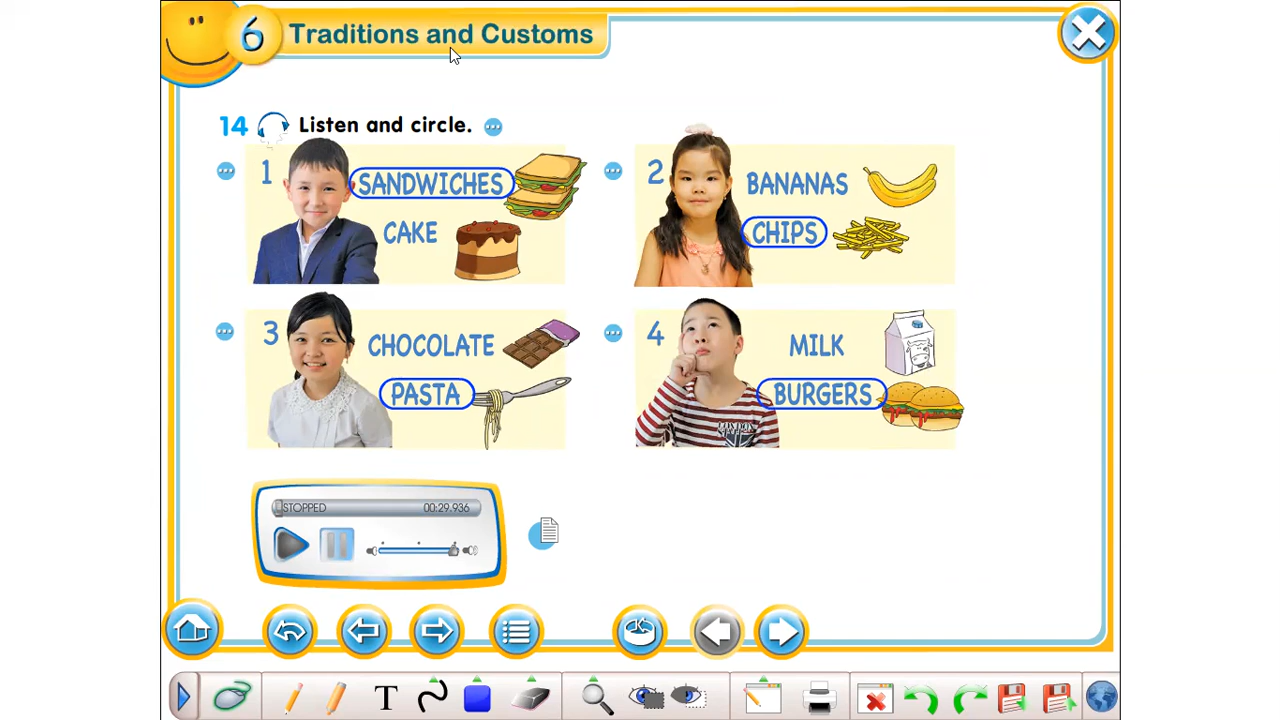 6 Traditions and Customs
14 Listen and circle.
1 SANDWICHES
CAKE
2 BANANAS
CHIPS
3 CHOCOLATE
PASTA
4 MILK
BURGERS
STOPPED 00:29.936
T